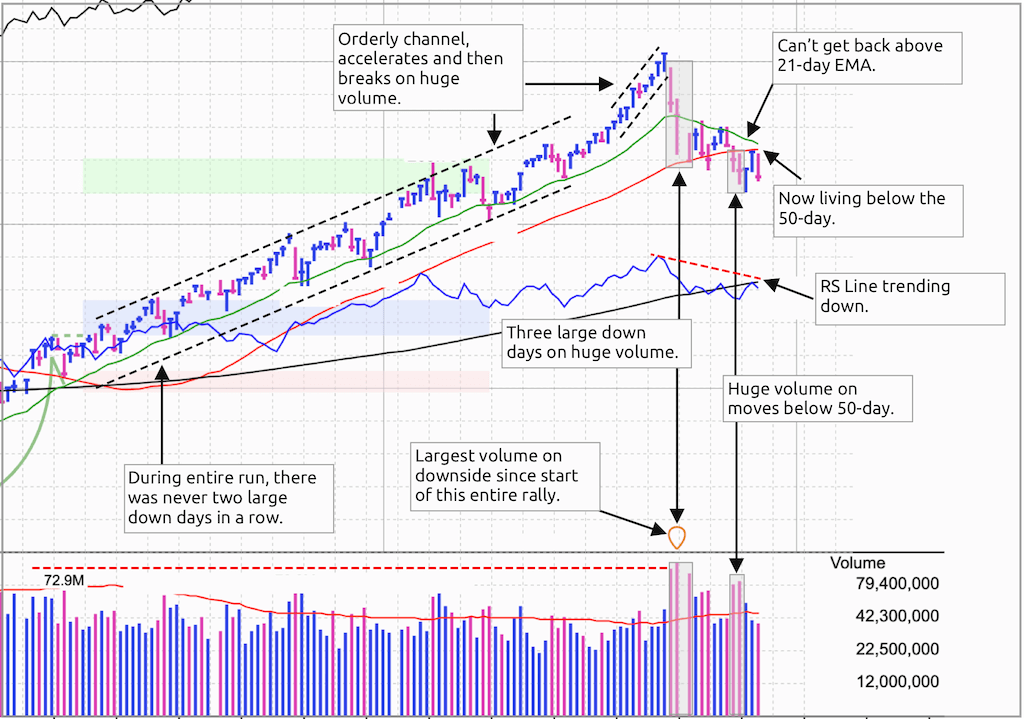 Orderly channel,
accelerates and then
breaks on huge
volume.
Can't get back above
21-day EMA.
Now living below the
50-day.
RS Line trending
down.
Three large down
days on huge volume.
Huge volume on
moves below 50-day.
Largest volume on
downside since start
of this entire rally.
During entire run, there
was never two large
down days in a row.
Volume
72.9M
79,400,000
42,300,000
22,500,000
12,000,000